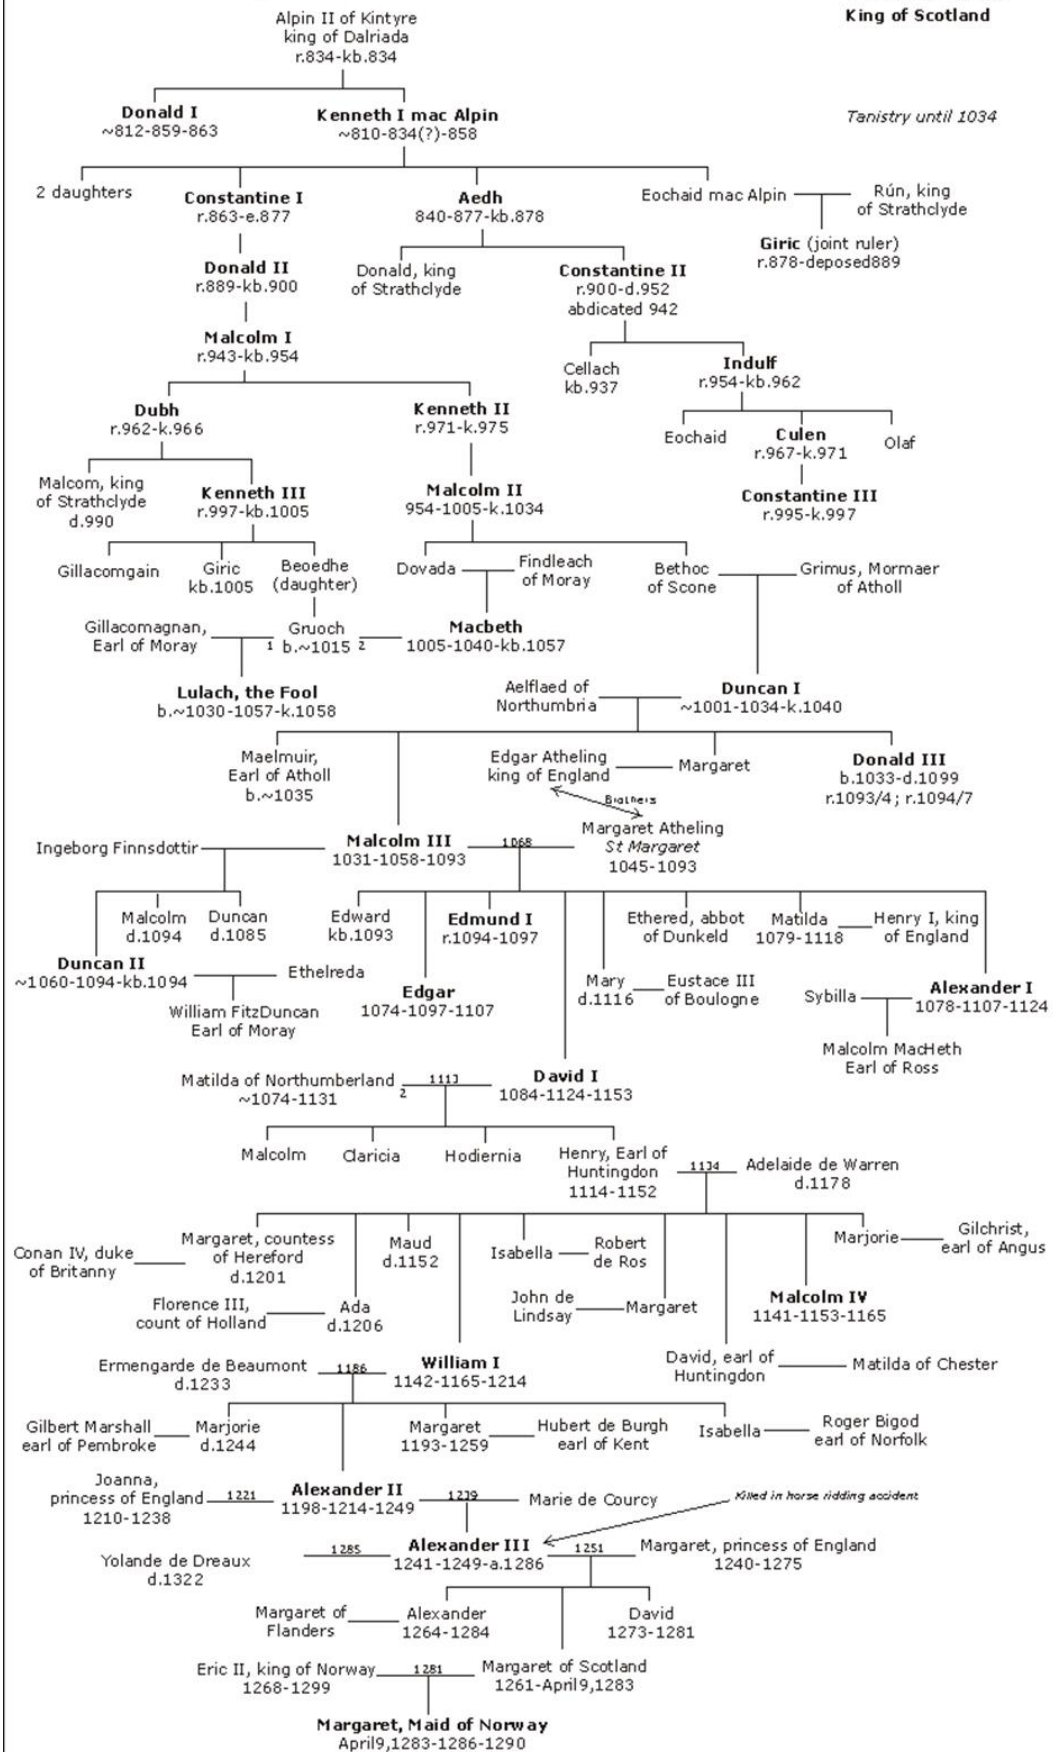 King of Scotland
Alpin II of Kintyre
king of Dalriada
r.834-kb.834
Donald I
~812-859-863
Kenneth I mac Alpin
~810-834(?)-858
Tanistry until 1034
2 daughters
Constantine I
r.863-e.877
Aedh
840-877-kb.878
Eochaid mac Alpin
Rún, king
of Strathclyde
Giric (joint ruler)
r.878-deposed889
Donald II
r.889-kb.900
Donald, king
of Strathclyde
Constantine II
r.900-d.952
abdicated 942
Malcolm I
r.943-kb.954
Cellach
kb.937
Indulf
r.954-kb.962
Dubh
r.962-k.966
Kenneth II
r.971-k.975
Eochaid
Culen
r.967-k.971
Olaf
Malcom, king
of Strathclyde
d.990
Kenneth III
r.997-kb.1005
Malcolm II
954-1005-k.1034
Constantine III
r.995-k.997
Gillacomgain
Giric
kb.1005
Beoedhe
(daughter)
Dovada
Findleach
of Moray
Bethoc
of Scone
Grimus, Mormaer
of Atholl
Gillacomagnan,
Earl of Moray
1
Gruoch
b.~1015
2
Macbeth
1005-1040-kb.1057
Lulach, the Fool
b.~1030-1057-k.1058
Aelflaed of
Northumbria
Duncan I
~1001-1034-k.1040
Maelmuir,
Earl of Atholl
b.~1035
Edgar Atheling
king of England
Margaret
Donald III
b.1033-d.1099
r.1093/4; r.1094/7
Brothers
Ingeborg Finnsdottir
Malcolm III
1031-1058-1093
1068
Margaret Atheling
St Margaret
1045-1093
Malcolm
d.1094
Duncan
d.1085
Edward
kb.1093
Edmund I
r.1094-1097
Ethered, abbot
of Dunkeld
Matilda
1079-1118
Henry I, king
of England
Duncan II
~1060-1094-kb.1094
Ethelreda
William FitzDuncan
Earl of Moray
Edgar
1074-1097-1107
Mary
d.1116
Eustace III
of Boulogne
Sybilla
Alexander I
1078-1107-1124
Malcolm MacHeth
Earl of Ross
Matilda of Northumberland
~1074-1131
1113
2
David I
1084-1124-1153
Malcolm
Claricia
Hodiernia
Henry, Earl of
Huntingdon
1114-1152
1134
Adelaide de Warren
d.1178
Conan IV, duke
of Britanny
Margaret, countess
of Hereford
d.1201
Maud
d.1152
Isabella
Robert
de Ros
Marjorie
Gilchrist,
earl of Angus
Florence III,
count of Holland
Ada
d.1206
John de
Lindsay
Margaret
Malcolm IV
1141-1153-1165
Ermengarde de Beaumont
d.1233
1186
William I
1142-1165-1214
David, earl of
Huntingdon
Matilda of Chester
Gilbert Marshall
earl of Pembroke
Marjorie
d.1244
Margaret
1193-1259
Hubert de Burgh
earl of Kent
Isabella
Roger Bigod
earl of Norfolk
Joanna,
princess of England
1210-1238
1221
Alexander II
1198-1214-1249
1239
Marie de Courcy
Killed in horse ridding accident
Yolande de Dreaux
d.1322
1285
Alexander III
1241-1249-a.1286
1251
Margaret, princess of England
1240-1275
Margaret of
Flanders
Alexander
1264-1284
David
1273-1281
Eric II, king of Norway
1268-1299
1281
Margaret of Scotland
1261-April9,1283
Margaret, Maid of Norway
April9,1283-1286-1290